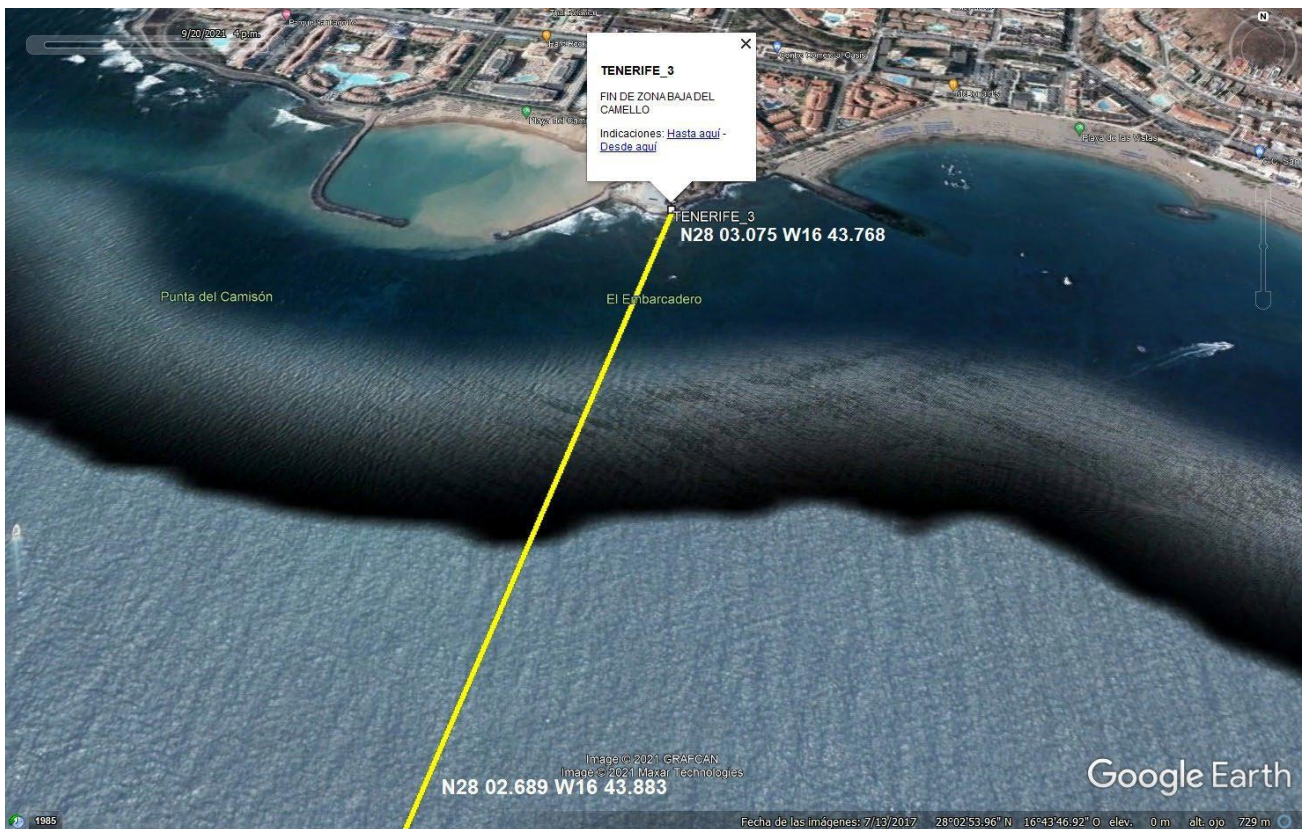 9/20/2021 4 p.m.
N
TENERIFE_3
FIN DE ZONA BAJA DEL
CAMELLO
Indicaciones: Hasta aquí -
Desde aquí
Playa de las Vistas
TENERIFE_3
N28 03.075 W16 43.768
Punta del Camisón
El Embarcadero
Image © 2021 GRAFCAN
Image © 2021 Maxar Technologies
N28 02.689 W16 43.883
Google Earth
1985
Fecha de las imágenes: 7/13/2017 28°02'53.96" N 16°43'46.92" O elev. 0 m alt. ojo 729 m